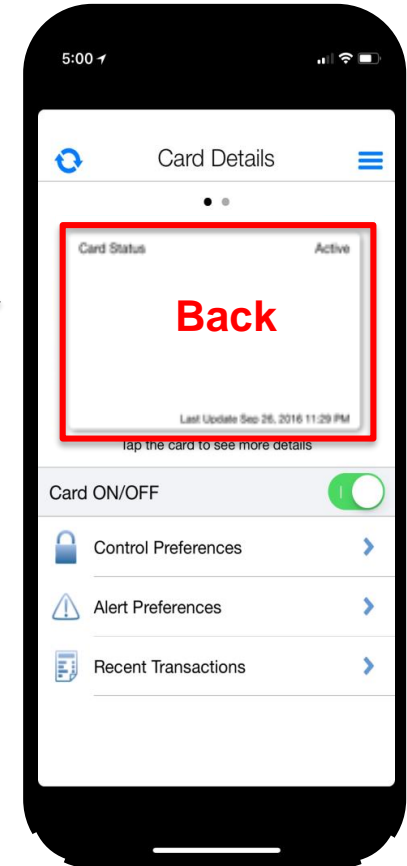 5:00
Card Details
Card Status Active
Back
Last Update Sep 26, 2016 11:29 PM
Tap the card to see more details
Card ON/OFF
Control Preferences
Alert Preferences
Recent Transactions